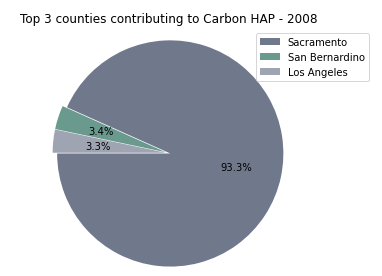 Top 3 counties contributing to Carbon HAP - 2008
Sacramento
San Bernardino
Los Angeles
3.4%
3.3%
93.3%